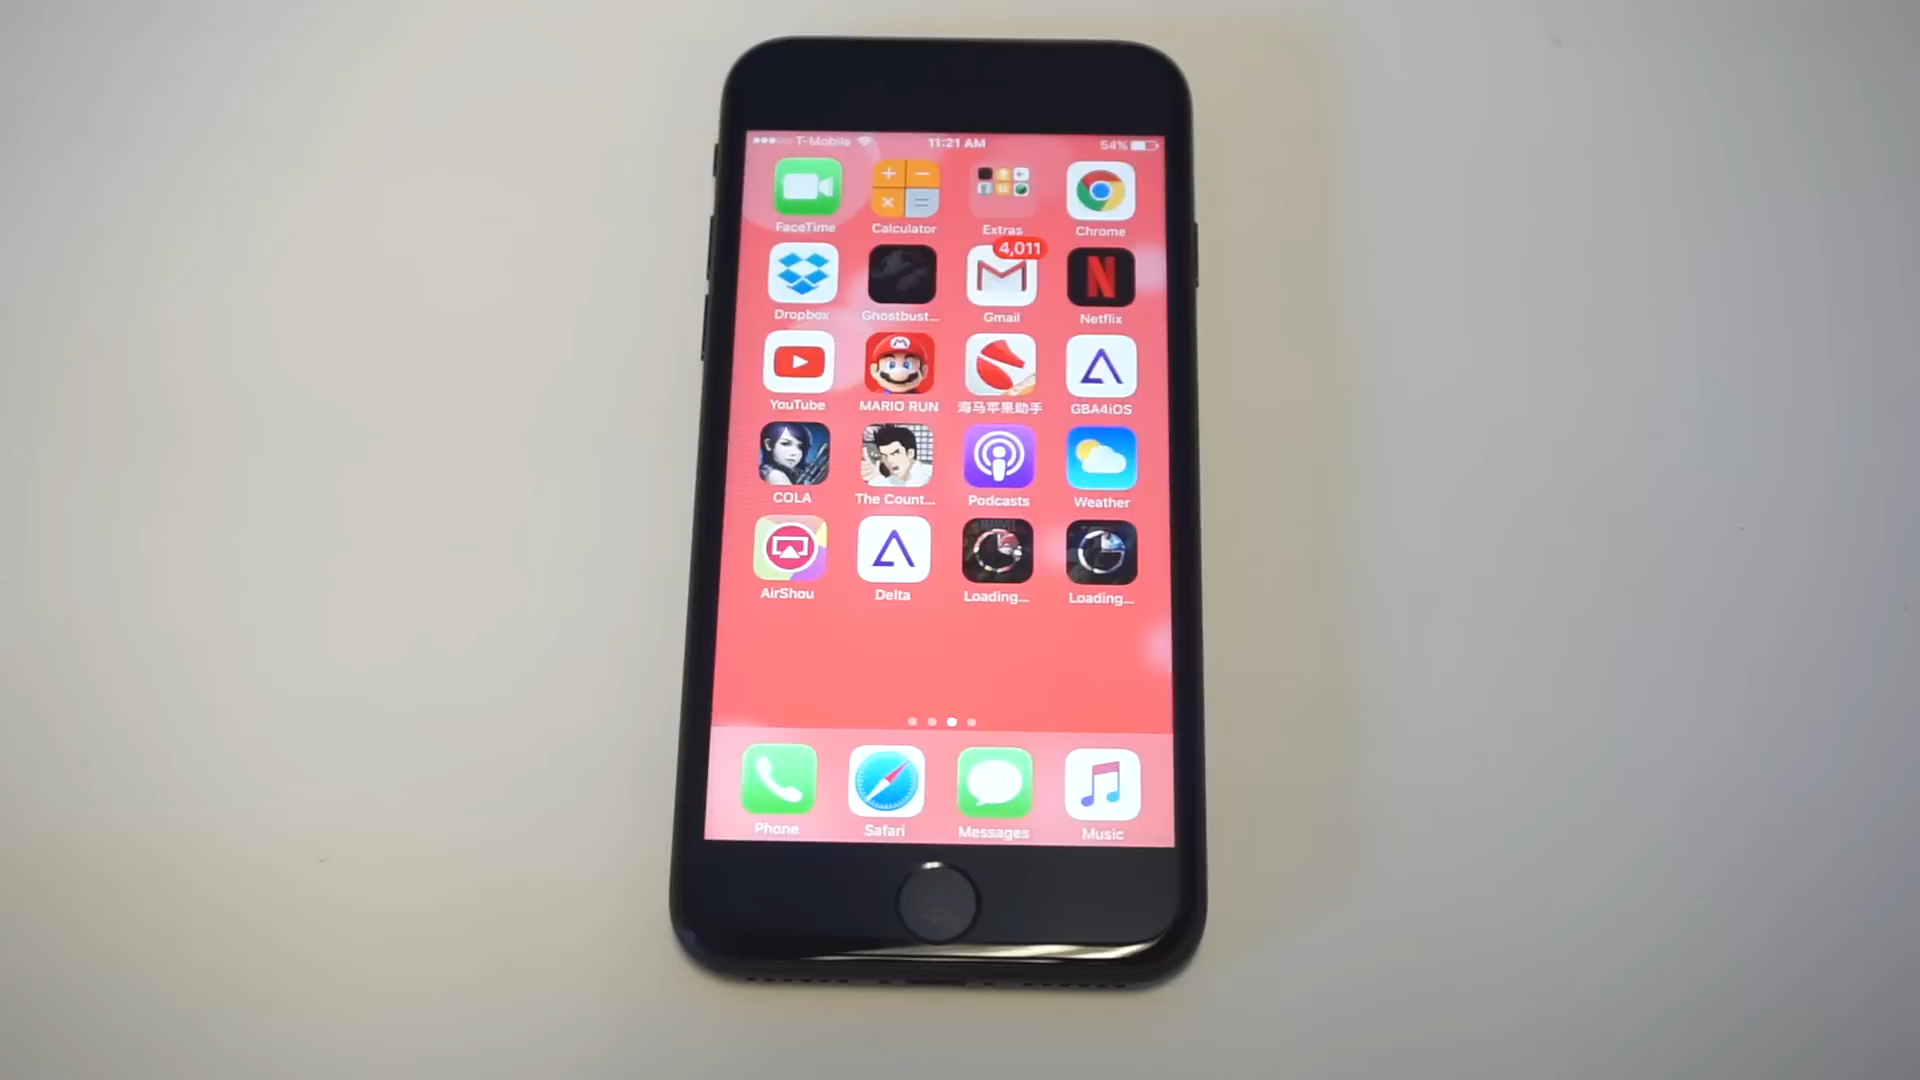 T-Mobile 11:21 AM 54%
FaceTime Calculator Extras Chrome
4,011
Dropbox Ghostbust... Gmail Netflix
YouTube MARIO RUN 海马苹果助手 GBA4iOS
COLA The Count... Podcasts Weather
MARVEL
AirShou Delta Loading... Loading...
Phone Safari Messages Music